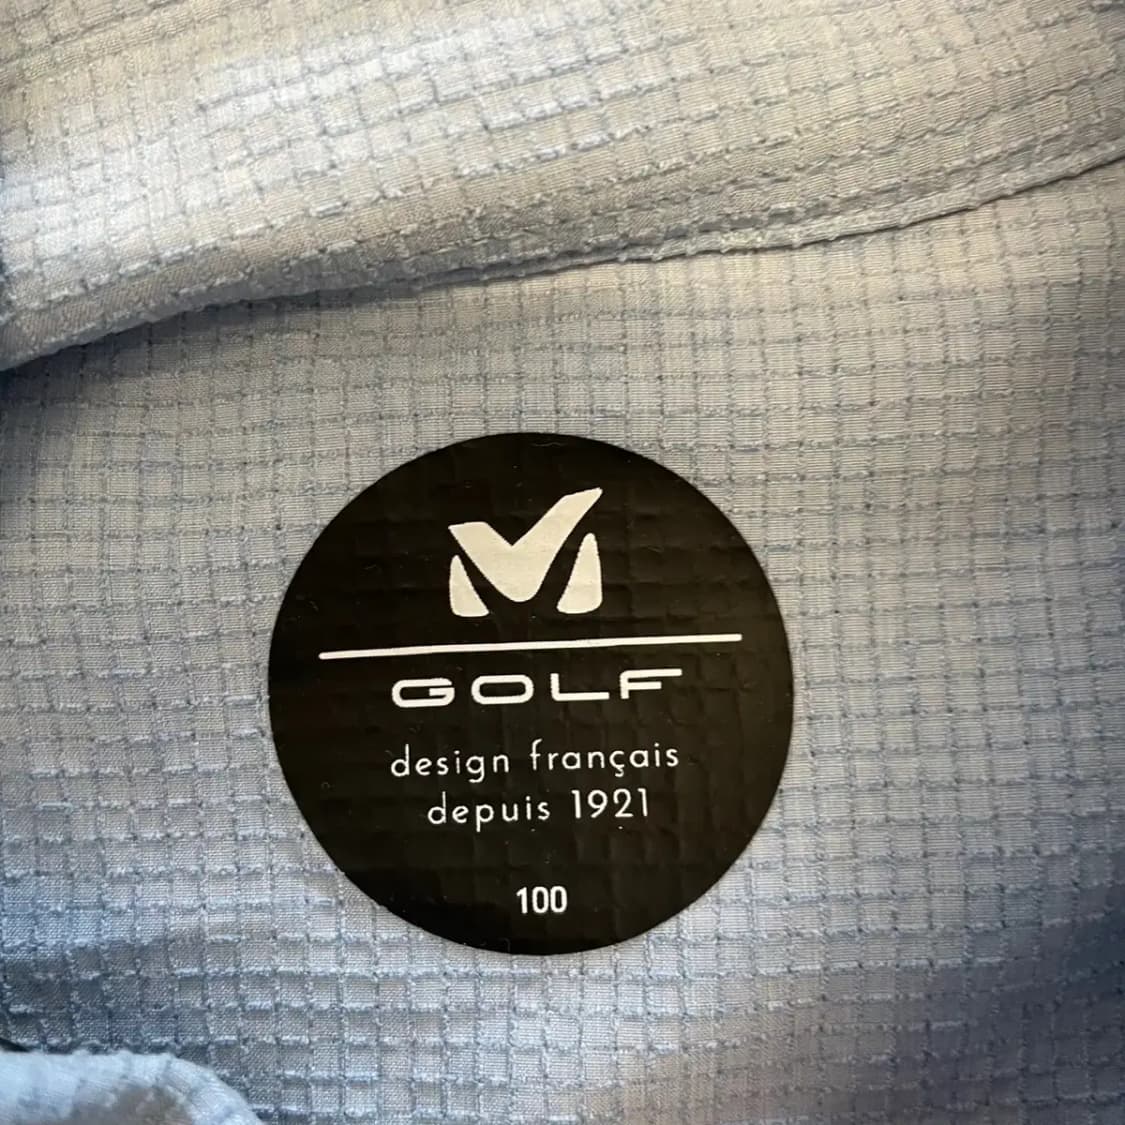 GOLF
design français
depuis 1921
100